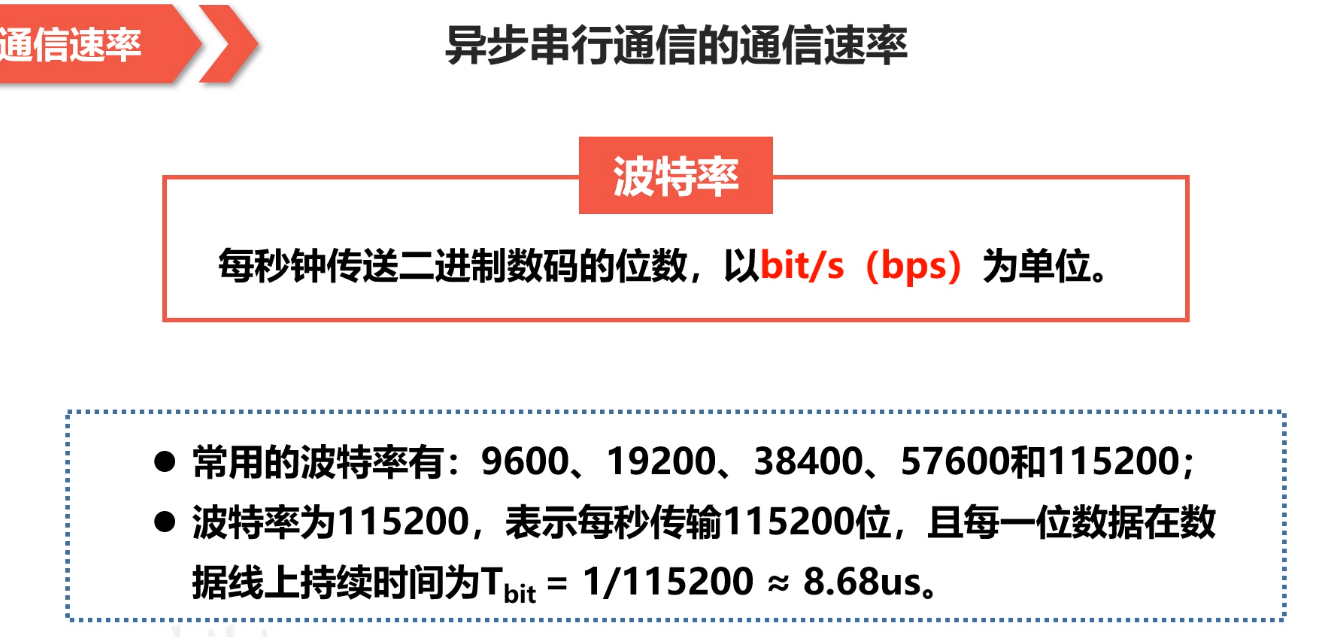 通信速率
异步串行通信的通信速率
波特率
每秒钟传送二进制数码的位数，以bit/s（bps）为单位。
● 常用的波特率有：9600、19200、38400、57600和115200；
● 波特率为115200，表示每秒传输115200位，且每一位数据在数
据线上持续时间为Tbit = 1/115200 ≈ 8.68us。